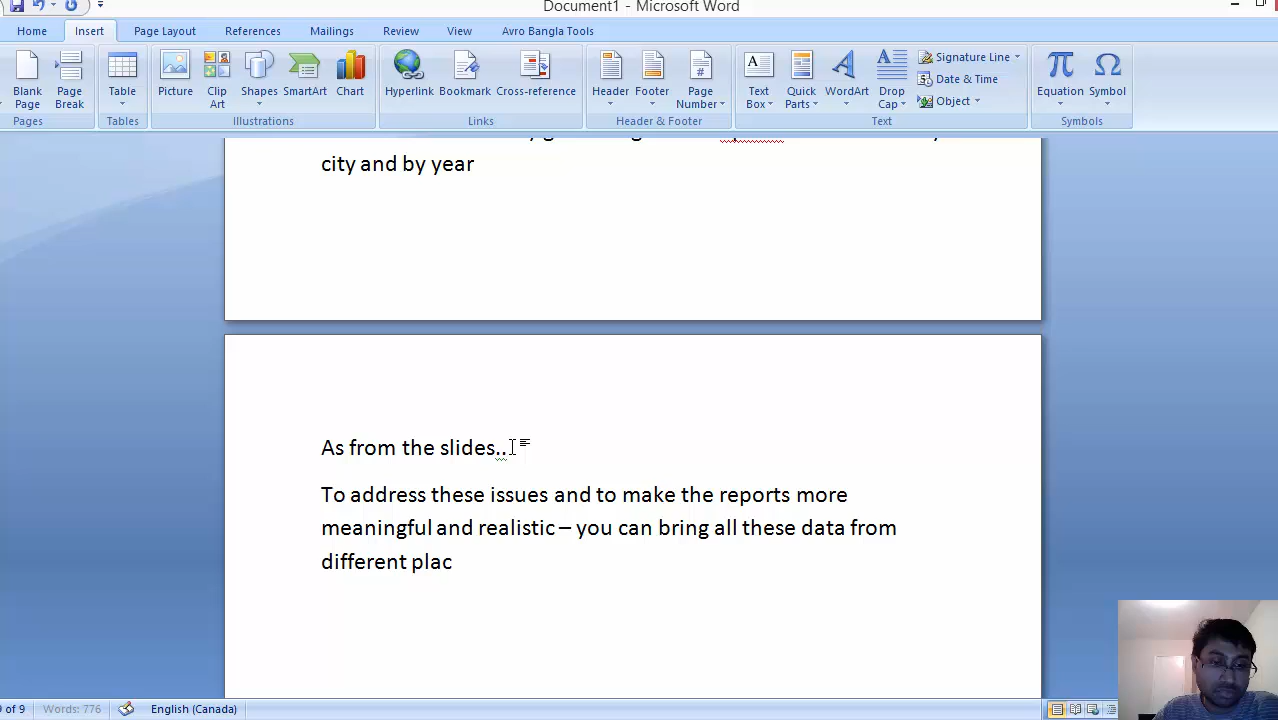 Document1 - Microsoft Word
Home Insert Page Layout References Mailings Review View Avro Bangla Tools
Blank Page
Page Break
Table
Picture
Clip Art
Shapes
SmartArt
Chart
Hyperlink
Bookmark
Cross-reference
Header
Footer
Page Number
Text Box
Quick Parts
WordArt
Drop Cap
Signature Line
Date & Time
Object
Equation
Symbol
Pages Tables Illustrations Links Header & Footer Text Symbols
city and by year
As from the slides..
To address these issues and to make the reports more
meaningful and realistic – you can bring all these data from
different plac
of 9 Words: 776 English (Canada)